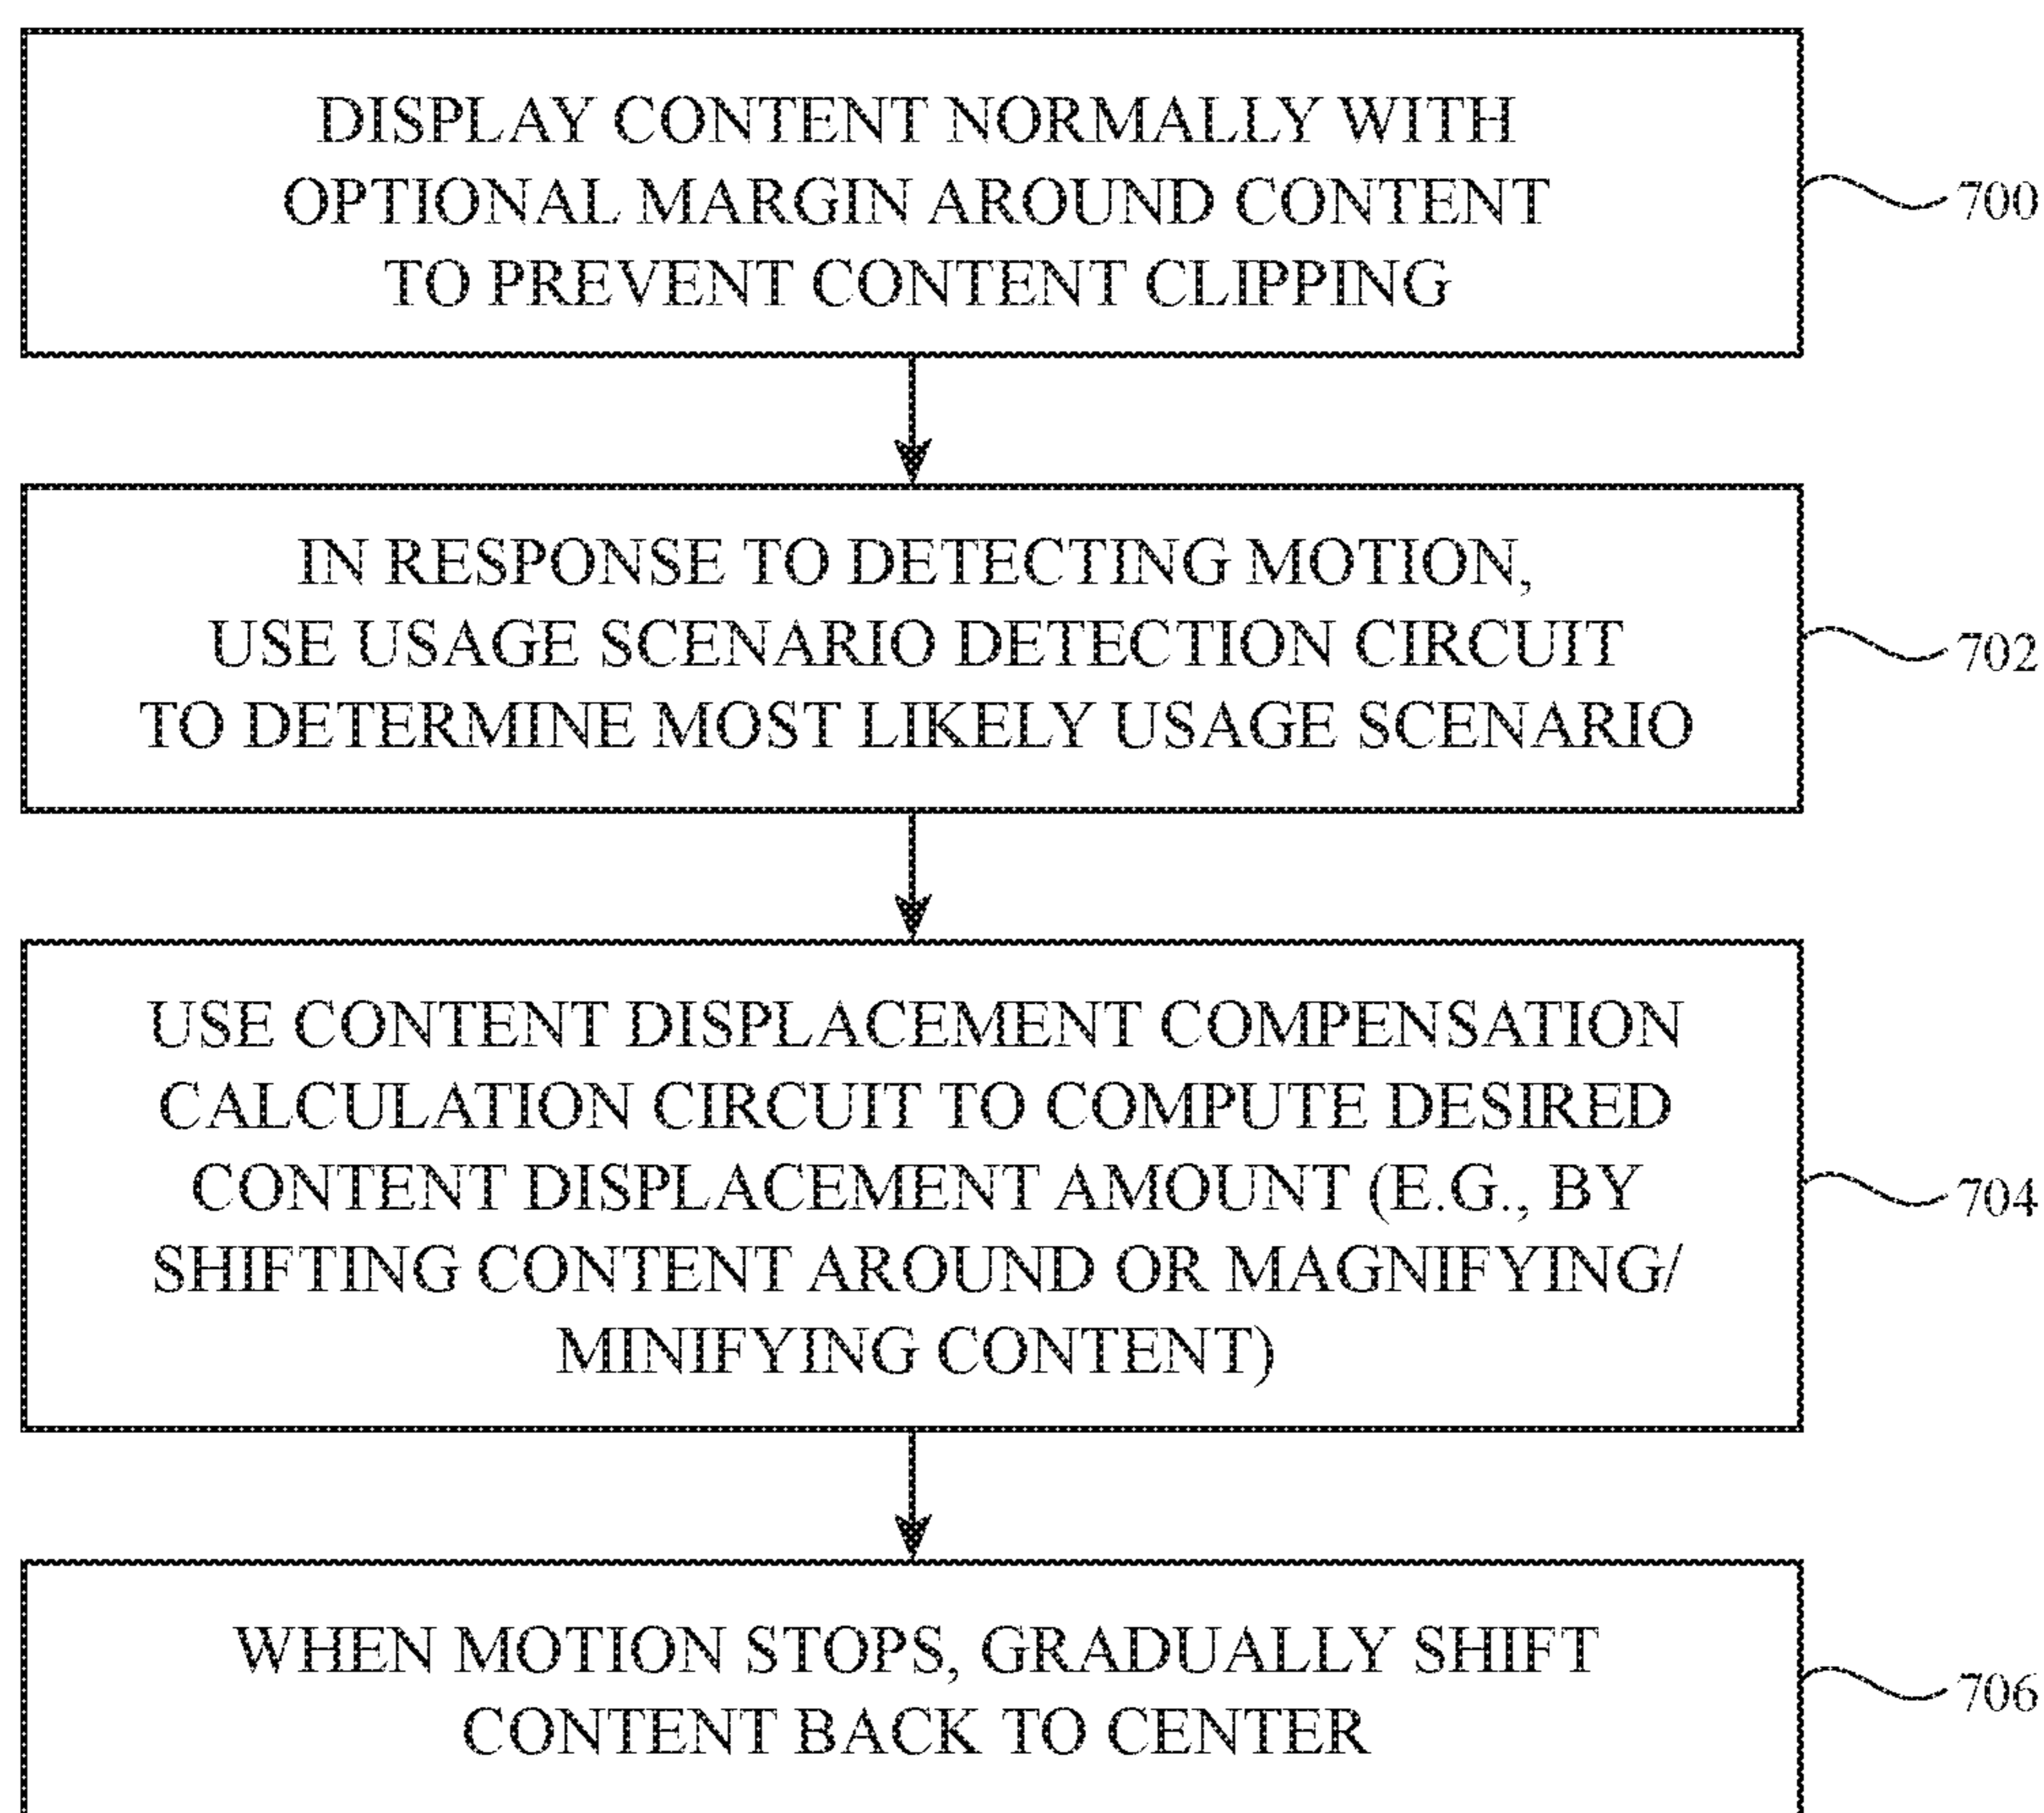 DISPLAY CONTENT NORMALLY WITH
OPTIONAL MARGIN AROUND CONTENT
TO PREVENT CONTENT CLIPPING
700
IN RESPONSE TO DETECTING MOTION,
USE USAGE SCENARIO DETECTION CIRCUIT
TO DETERMINE MOST LIKELY USAGE SCENARIO
702
USE CONTENT DISPLACEMENT COMPENSATION
CALCULATION CIRCUIT TO COMPUTE DESIRED
CONTENT DISPLACEMENT AMOUNT (E.G., BY
SHIFTING CONTENT AROUND OR MAGNIFYING/
MINIFYING CONTENT)
704
WHEN MOTION STOPS, GRADUALLY SHIFT
CONTENT BACK TO CENTER
706